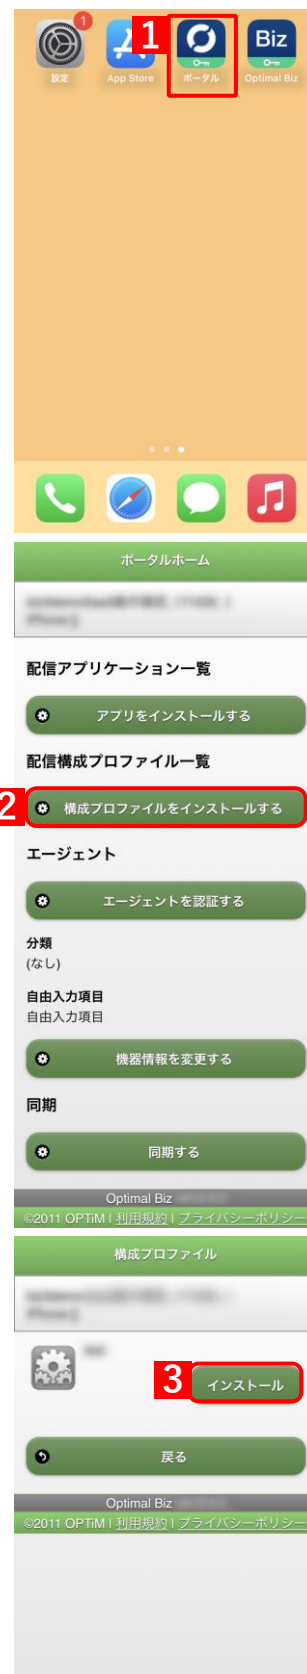 1
1
Biz
設定
App Store
ポータル
Optimal Biz
ポータルホーム
配信アプリケーション一覧
アプリをインストールする
配信構成プロファイル一覧
2
構成プロファイルをインストールする
エージェント
エージェントを認証する
分類
(なし)
自由入力項目
自由入力項目
機器情報を変更する
同期
同期する
Optimal Biz
©2011 OPTiM | 利用規約 | プライバシーポリシー
構成プロファイル
3
インストール
戻る
Optimal Biz
©2011 OPTiM | 利用規約 | プライバシーポリシー